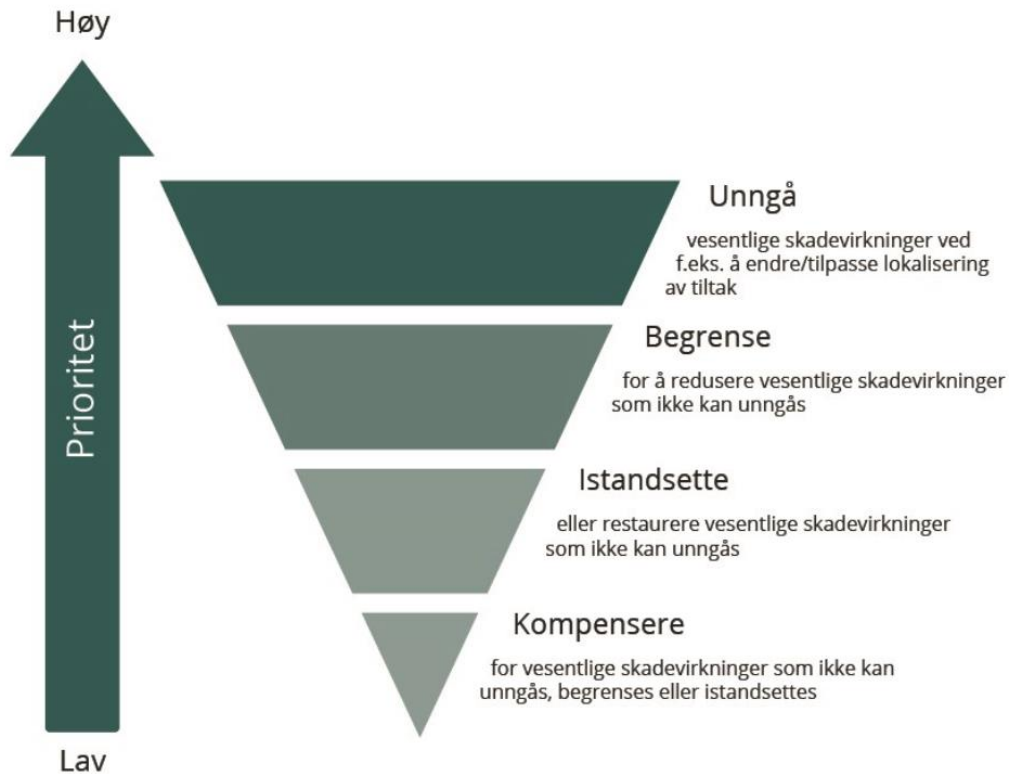 Høy
Prioritet
Unngå
vesentlige skadevirkninger ved
f.eks. å endre/tilpasse lokalisering
av tiltak
Begrense
for å redusere vesentlige skadevirkninger
som ikke kan unngås
Istandsette
eller restaurere vesentlige skadevirkninger
som ikke kan unngås
Kompensere
for vesentlige skadevirkninger som ikke kan
unngås, begrenses eller istandsettes
Lav